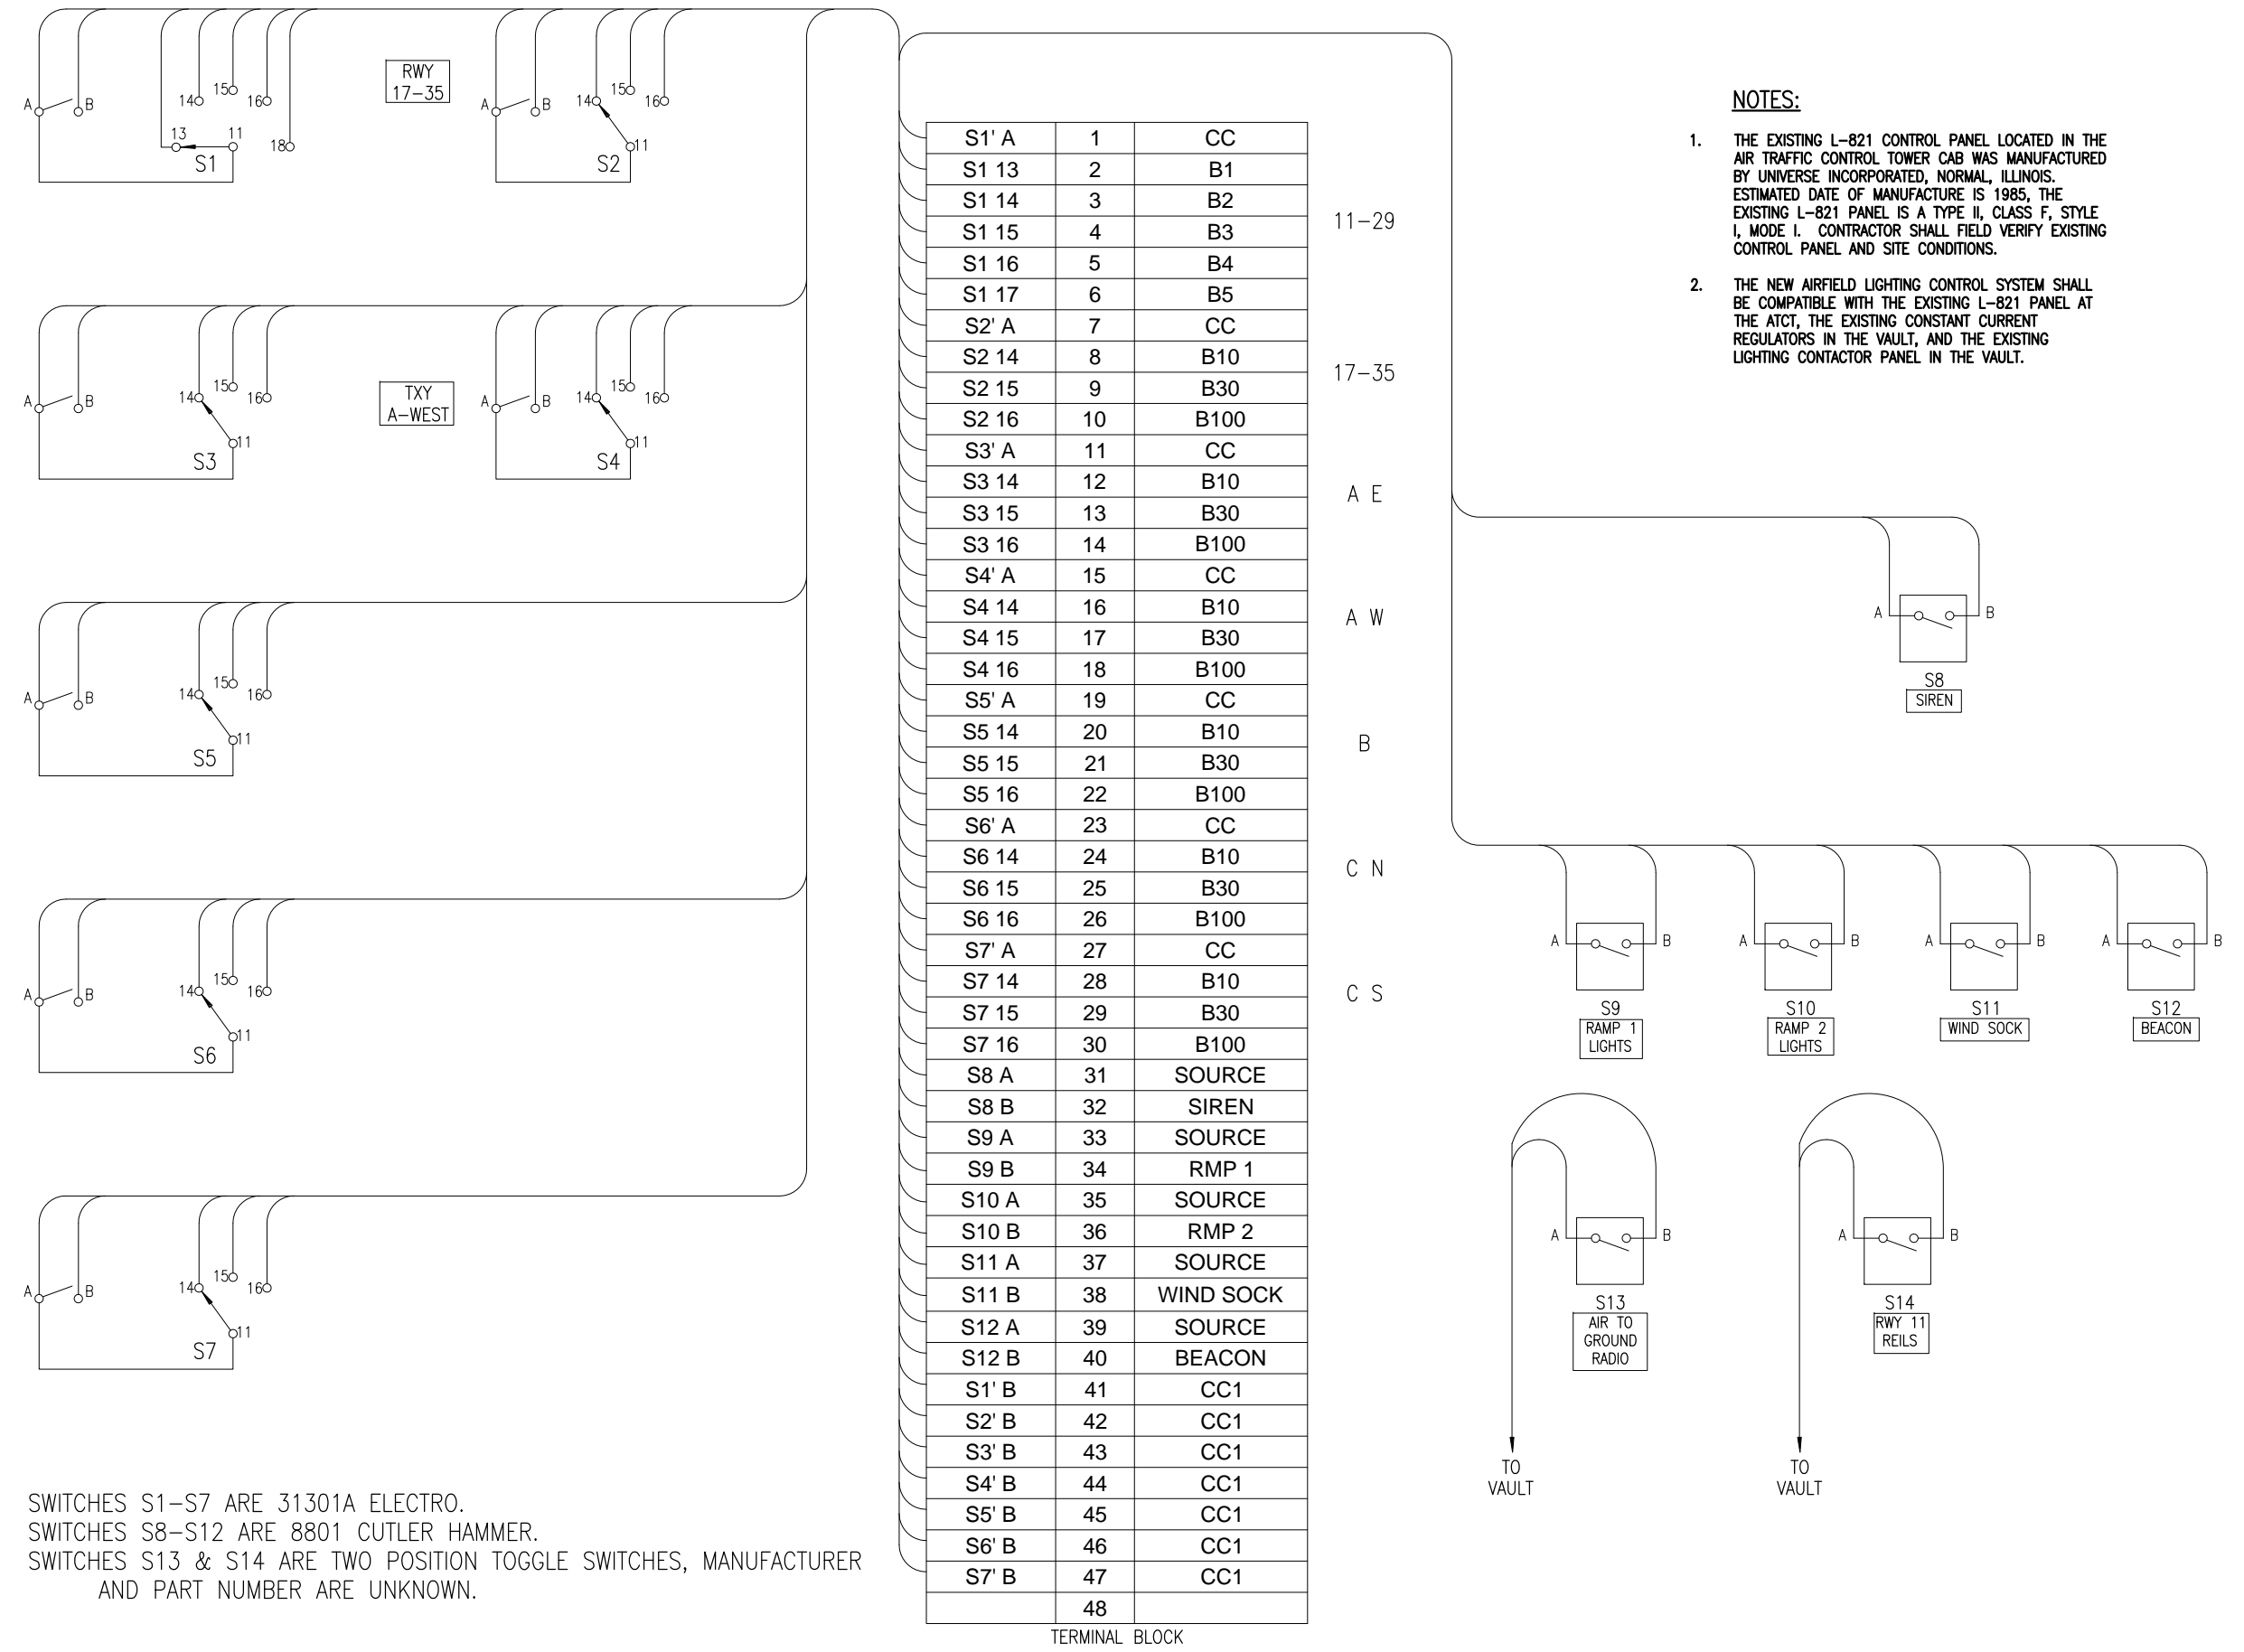 A B 14 15 16 13 11 18 S1
RWY
17-35
A B 14 15 16 11 S2
A B 14 15 16 11 S3
TXY
A-WEST
A B 14 15 16 11 S4
A B 14 15 16 11 S5
A B 14 15 16 11 S6
A B 14 15 16 11 S7
SWITCHES S1-S7 ARE 31301A ELECTRO.
SWITCHES S8-S12 ARE 8801 CUTLER HAMMER.
SWITCHES S13 & S14 ARE TWO POSITION TOGGLE SWITCHES, MANUFACTURER
AND PART NUMBER ARE UNKNOWN.
S1' A 1 CC
S1 13 2 B1
S1 14 3 B2
S1 15 4 B3
S1 16 5 B4
S1 17 6 B5
S2' A 7 CC
S2 14 8 B10
S2 15 9 B30
S2 16 10 B100
S3' A 11 CC
S3 14 12 B10
S3 15 13 B30
S3 16 14 B100
S4' A 15 CC
S4 14 16 B10
S4 15 17 B30
S4 16 18 B100
S5' A 19 CC
S5 14 20 B10
S5 15 21 B30
S5 16 22 B100
S6' A 23 CC
S6 14 24 B10
S6 15 25 B30
S6 16 26 B100
S7' A 27 CC
S7 14 28 B10
S7 15 29 B30
S7 16 30 B100
S8 A 31 SOURCE
S8 B 32 SIREN
S9 A 33 SOURCE
S9 B 34 RMP 1
S10 A 35 SOURCE
S10 B 36 RMP 2
S11 A 37 SOURCE
S11 B 38 WIND SOCK
S12 A 39 SOURCE
S12 B 40 BEACON
S1' B 41 CC1
S2' B 42 CC1
S3' B 43 CC1
S4' B 44 CC1
S5' B 45 CC1
S6' B 46 CC1
S7' B 47 CC1
48
TERMINAL BLOCK
11-29
17-35
A E
A W
B
C N
C S
NOTES:
1. THE EXISTING L-821 CONTROL PANEL LOCATED IN THE
AIR TRAFFIC CONTROL TOWER CAB WAS MANUFACTURED
BY UNIVERSE INCORPORATED, NORMAL, ILLINOIS.
ESTIMATED DATE OF MANUFACTURE IS 1985, THE
EXISTING L-821 PANEL IS A TYPE II, CLASS F, STYLE
I, MODE I. CONTRACTOR SHALL FIELD VERIFY EXISTING
CONTROL PANEL AND SITE CONDITIONS.
2. THE NEW AIRFIELD LIGHTING CONTROL SYSTEM SHALL
BE COMPATIBLE WITH THE EXISTING L-821 PANEL AT
THE ATCT, THE EXISTING CONSTANT CURRENT
REGULATORS IN THE VAULT, AND THE EXISTING
LIGHTING CONTACTOR PANEL IN THE VAULT.
A B
S8
SIREN
A B
S9
RAMP 1
LIGHTS
A B
S10
RAMP 2
LIGHTS
A B
S11
WIND SOCK
A B
S12
BEACON
A B
S13
AIR TO
GROUND
RADIO
TO
VAULT
A B
S14
RWY 11
REILS
TO
VAULT